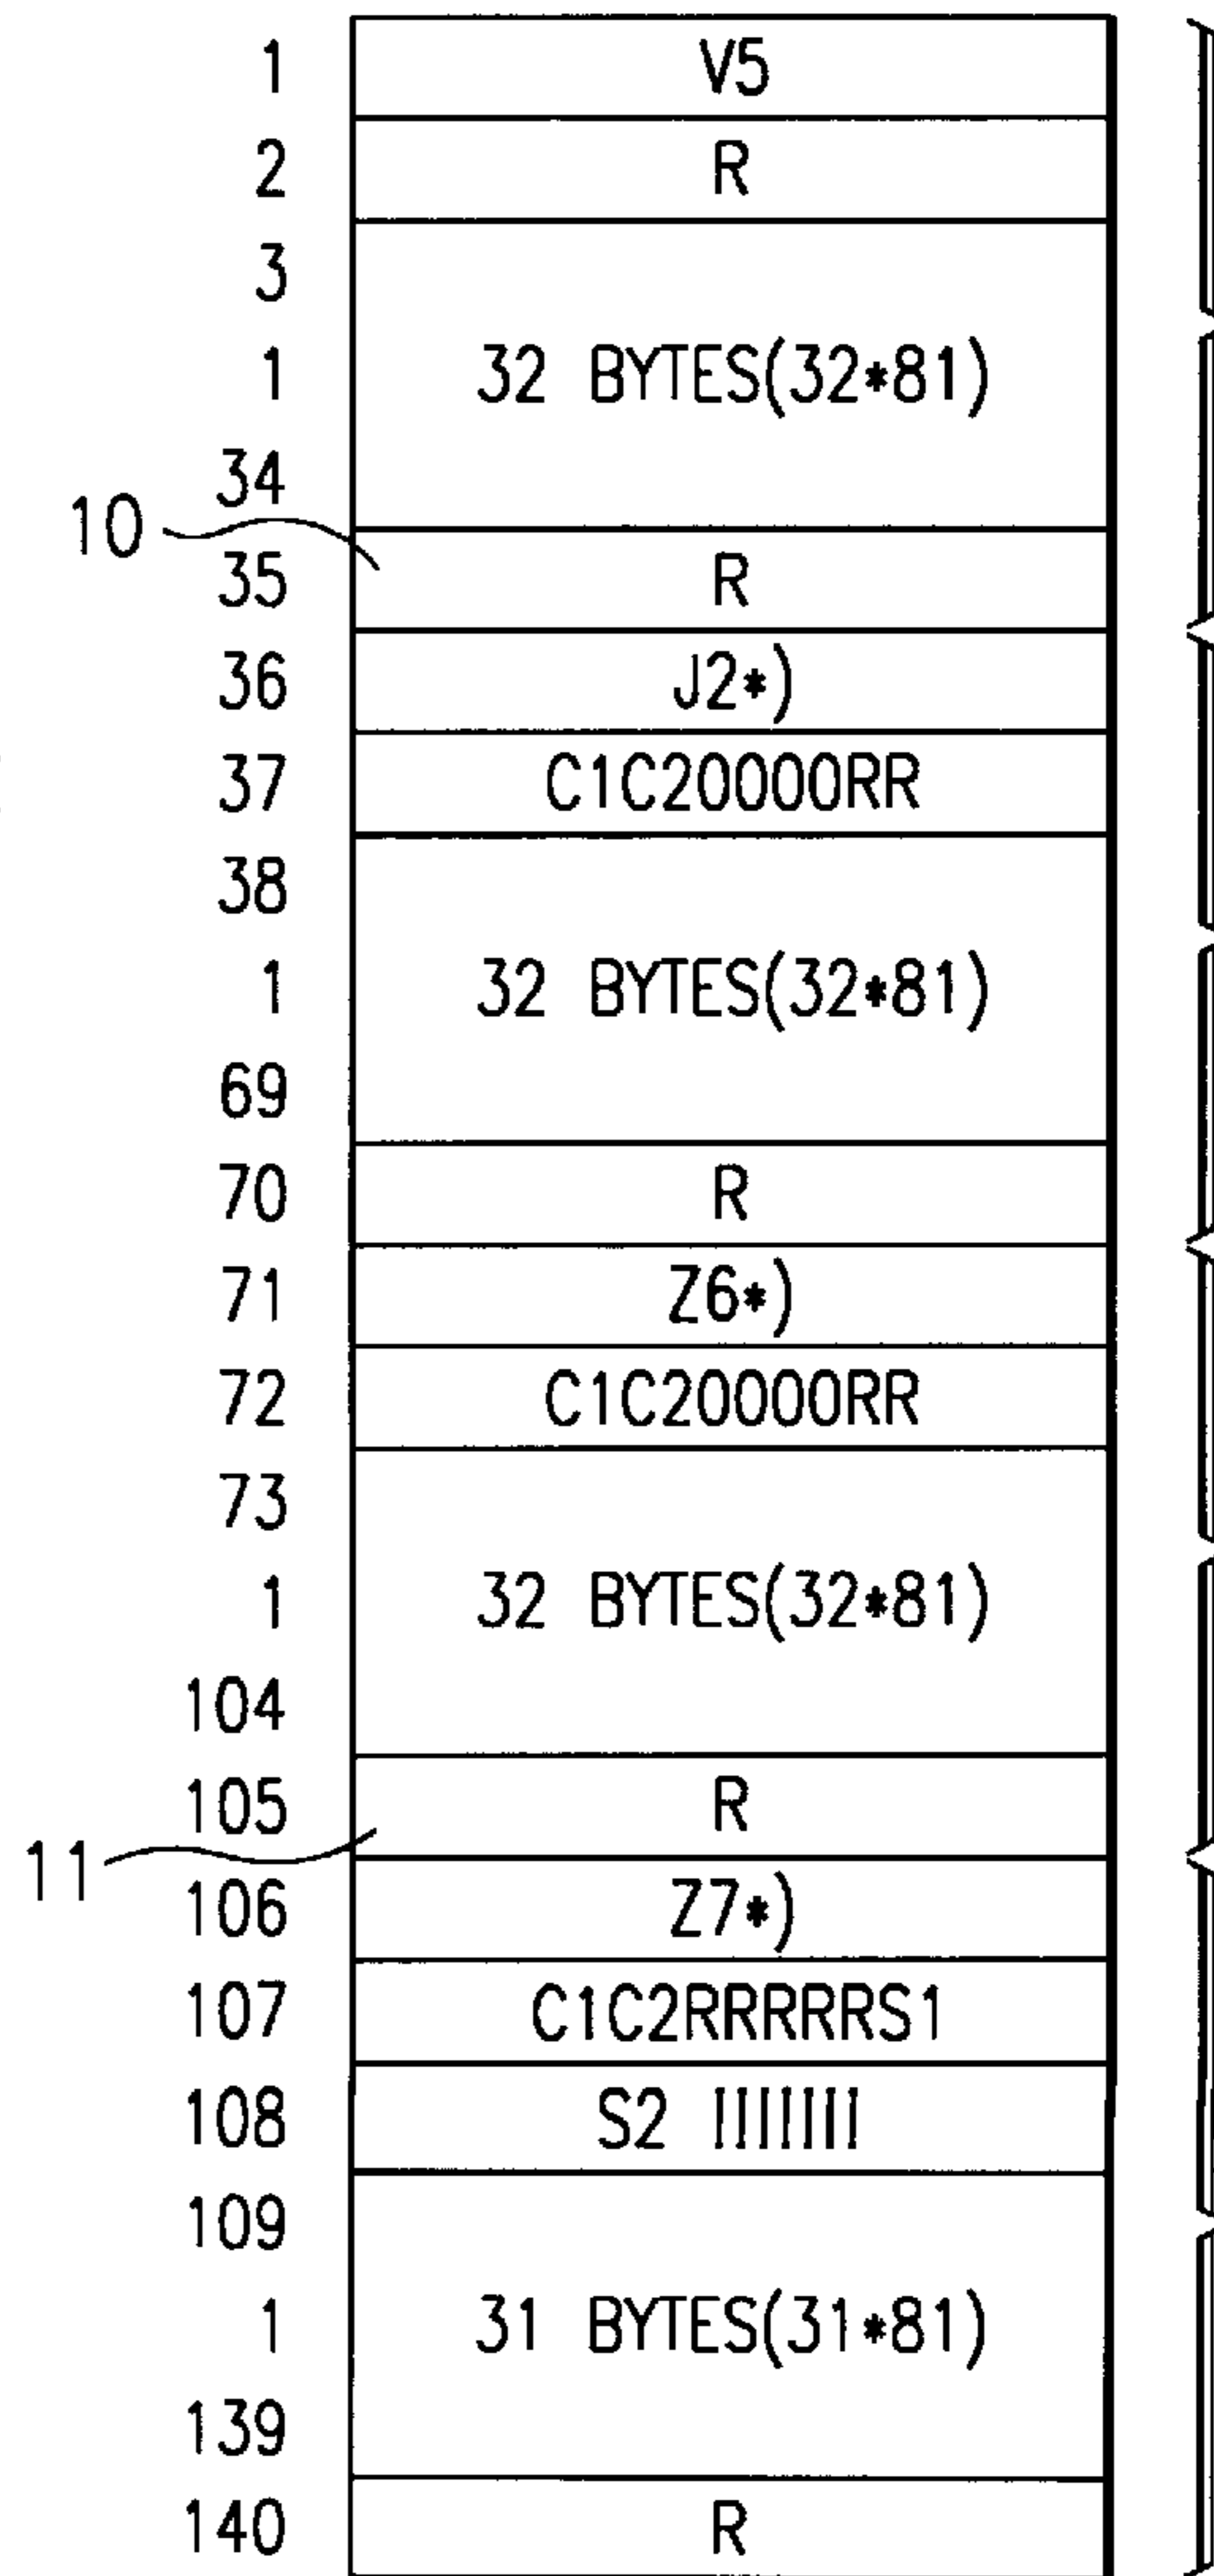 1 V5
2 R
3
1 32 BYTES(32*81)
34
10
35 R
36 J2*)
37 C1C20000RR
38
1 32 BYTES(32*81)
69
70 R
71 Z6*)
72 C1C20000RR
73
1 32 BYTES(32*81)
104
105 R
11
106 Z7*)
107 C1C2RRRRRS1
108 S2 IIIIIII
109
1 31 BYTES(31*81)
139
140 R